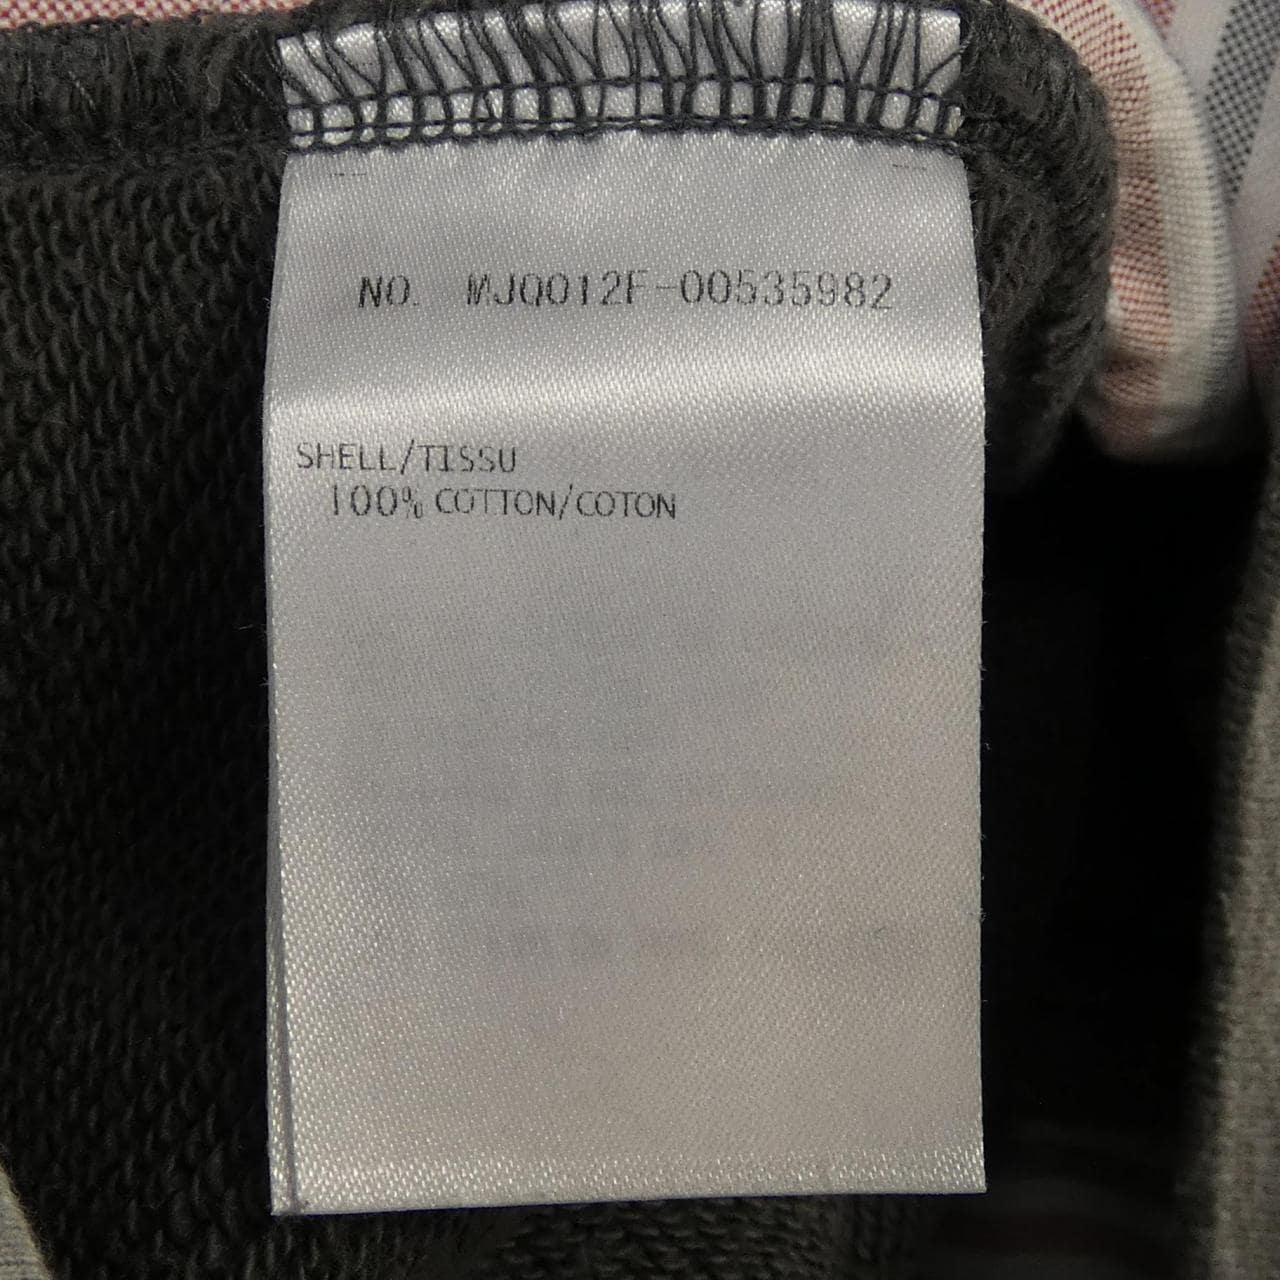 NO. MJQ012F-00535982
SHELL/TISSU
100% COTTON/COTON